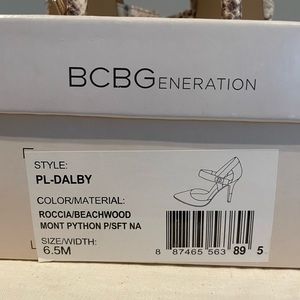 BCBGENERATION
STYLE:
PL-DALBY
COLOR/MATERIAL:
ROCCIA/BEACHWOOD
MONT PYTHON P/SFT NA
SIZE/WIDTH:
6.5M
8 87465 563 89 5